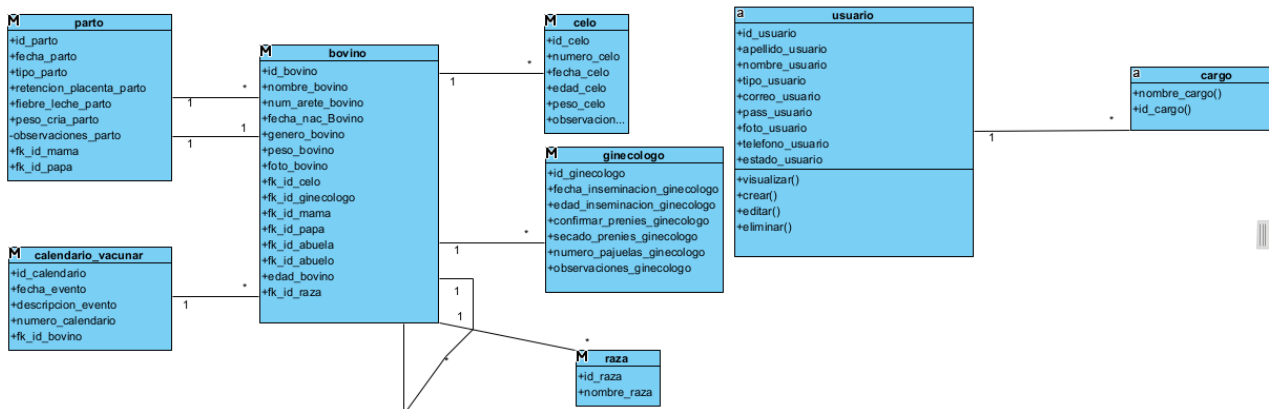 parto
+id_parto
+fecha_parto
+tipo_parto
+retencion_placenta_parto
+fiebre_leche_parto
+peso_cria_parto
-observaciones_parto
+fk_id_mama
+fk_id_papa
1
*
1
1
bovino
+id_bovino
+nombre_bovino
+num_arete_bovino
+fecha_nac_Bovino
+genero_bovino
+peso_bovino
+foto_bovino
+fk_id_celo
+fk_id_ginecologo
+fk_id_mama
+fk_id_papa
+fk_id_abuela
+fk_id_abuelo
+edad_bovino
+fk_id_raza
1
*
celo
+id_celo
+numero_celo
+fecha_celo
+edad_celo
+peso_celo
+observacion...
ginecologo
+id_ginecologo
+fecha_inseminacion_ginecologo
+edad_inseminacion_ginecologo
+confirmar_prenies_ginecologo
+secado_prenies_ginecologo
+numero_pajuelas_ginecologo
+observaciones_ginecologo
1
*
calendario_vacunar
+id_calendario
+fecha_evento
+descripcion_evento
+numero_calendario
+fk_id_bovino
1
*
1
*
1
*
raza
+id_raza
+nombre_raza
usuario
+id_usuario
+apellido_usuario
+nombre_usuario
+tipo_usuario
+correo_usuario
+pass_usuario
+foto_usuario
+telefono_usuario
+estado_usuario
+visualizar()
+crear()
+editar()
+eliminar()
1
*
cargo
+nombre_cargo()
+id_cargo()